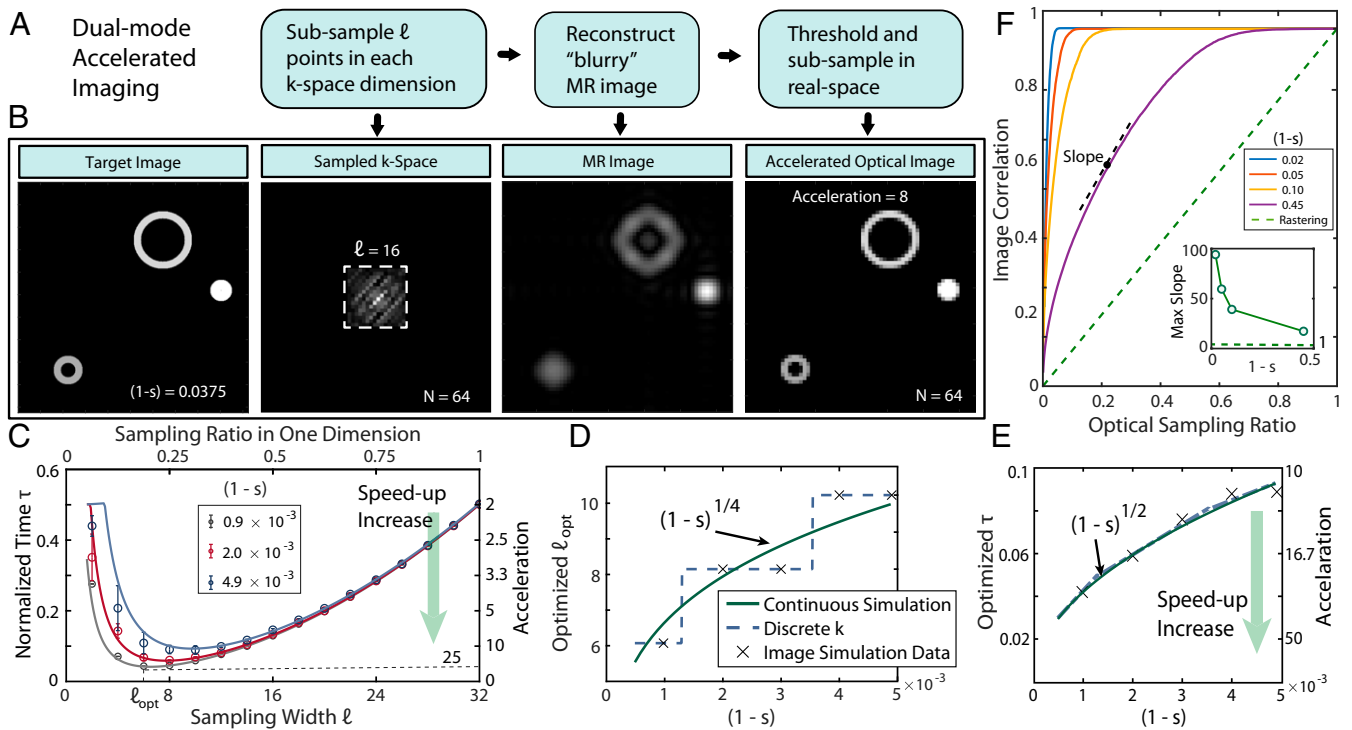 A
Dual-mode
Accelerated
Imaging
Sub-sample ℓ
points in each
k-space dimension
Reconstruct
“blurry”
MR image
Threshold and
sub-sample in
real-space
B
Target Image
Sampled k-Space
MR Image
Accelerated Optical Image
(1-s) = 0.0375
ℓ = 16
N = 64
Acceleration = 8
N = 64
C
Sampling Ratio in One Dimension
0 0.25 0.5 0.75 1
Normalized Time τ
0.6
0.4
0.2
0
(1 - s)
0.9 × 10⁻³
2.0 × 10⁻³
4.9 × 10⁻³
Speed-up
Increase
25
2
2.5
3.3
5
10
0
Acceleration
0 8 16 24 32
ℓopt
Sampling Width ℓ
D
Optimized ℓopt
10
8
6
(1 - s)^1/4
Continuous Simulation
Discrete k
Image Simulation Data
0 1 2 3 4 5
×10⁻³
(1 - s)
E
Optimized τ
0.1
0.06
0.02
(1 - s)^1/2
Speed-up
Increase
10
16.7
50
Accelaration
0 1 2 3 4 5
×10⁻³
(1 - s)
F
Image Correlation
1
0.8
0.6
0.4
0.2
0
Slope
(1-s)
0.02
0.05
0.10
0.45
Rastering
Max Slope
100
50
0
1
0 0.5
1 - s
0 0.2 0.4 0.6 0.8 1
Optical Sampling Ratio